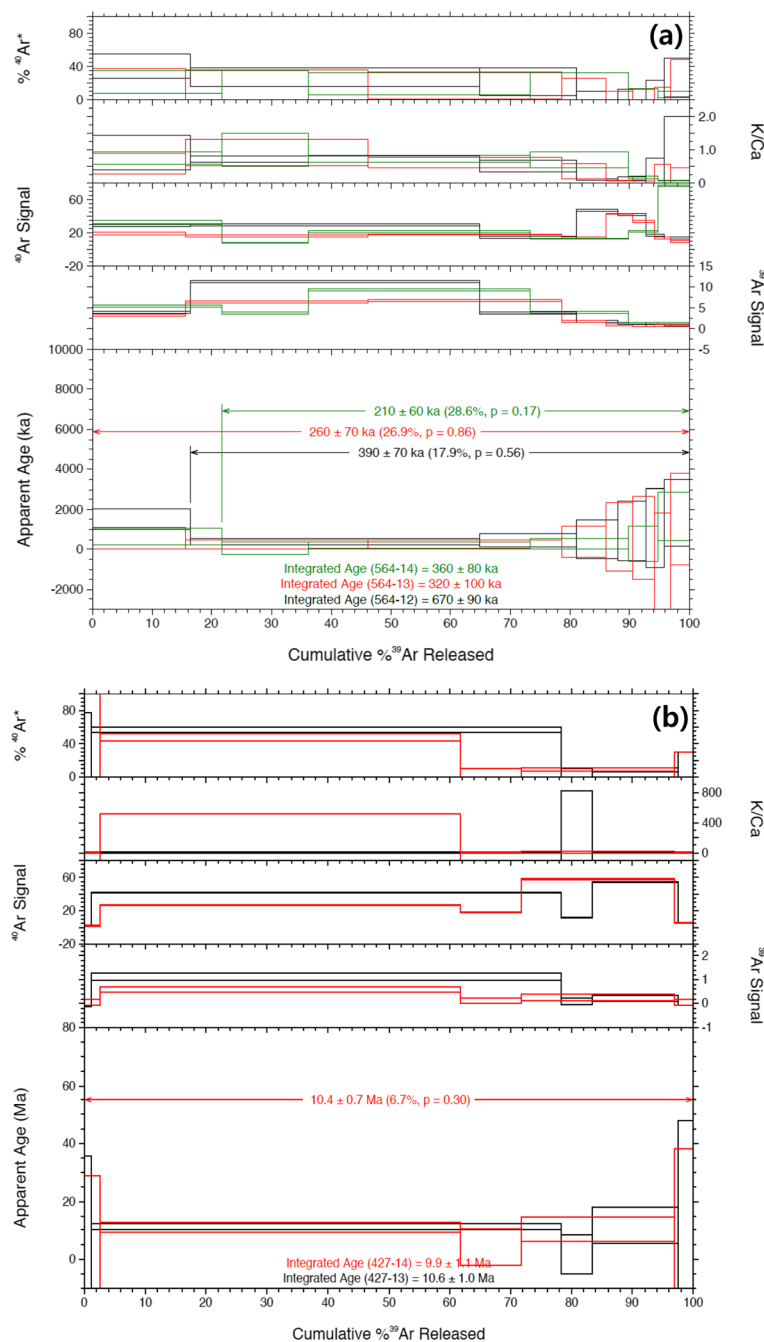 (a)
% ⁴⁰Ar*
80
40
0
K/Ca
2.0
1.0
0
⁴⁰Ar Signal
60
20
-20
³⁹Ar Signal
15
10
5
0
-5
Apparent Age (ka)
10000
8000
6000
4000
2000
0
-2000
210 ± 60 ka (28.6%, p = 0.17)
260 ± 70 ka (26.9%, p = 0.86)
390 ± 70 ka (17.9%, p = 0.56)
Integrated Age (564-14) = 360 ± 80 ka
Integrated Age (564-13) = 320 ± 100 ka
Integrated Age (564-12) = 670 ± 90 ka
0 10 20 30 40 50 60 70 80 90 100
Cumulative %³⁹Ar Released
(b)
% ⁴⁰Ar*
80
40
0
K/Ca
800
400
0
⁴⁰Ar Signal
60
20
-20
³⁹Ar Signal
2
1
0
-1
Apparent Age (Ma)
80
60
40
20
0
10.4 ± 0.7 Ma (6.7%, p = 0.30)
Integrated Age (427-14) = 9.9 ± 1.1 Ma
Integrated Age (427-13) = 10.6 ± 1.0 Ma
0 10 20 30 40 50 60 70 80 90 100
Cumulative %³⁹Ar Released